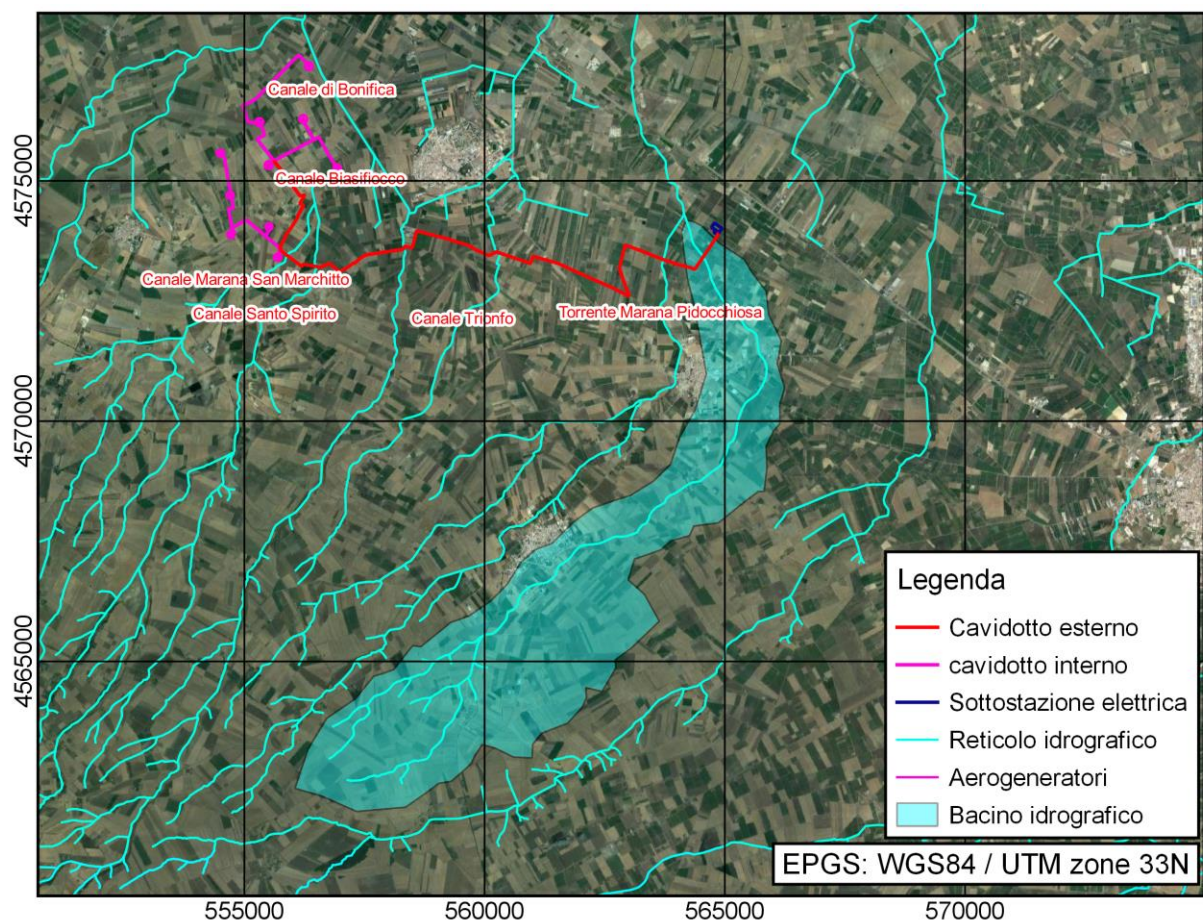 Canale di Bonifica
4575000
Canale Biasifiocco
Canale Marana San Marchitto
Canale Santo Spirito
Canale Trionfo
Torrente Marana Pidocchiosa
4570000
4565000
Legenda
Cavidotto esterno
cavidotto interno
Sottostazione elettrica
Reticolo idrografico
Aerogeneratori
Bacino idrografico
EPGS: WGS84 / UTM zone 33N
555000
560000
565000
570000